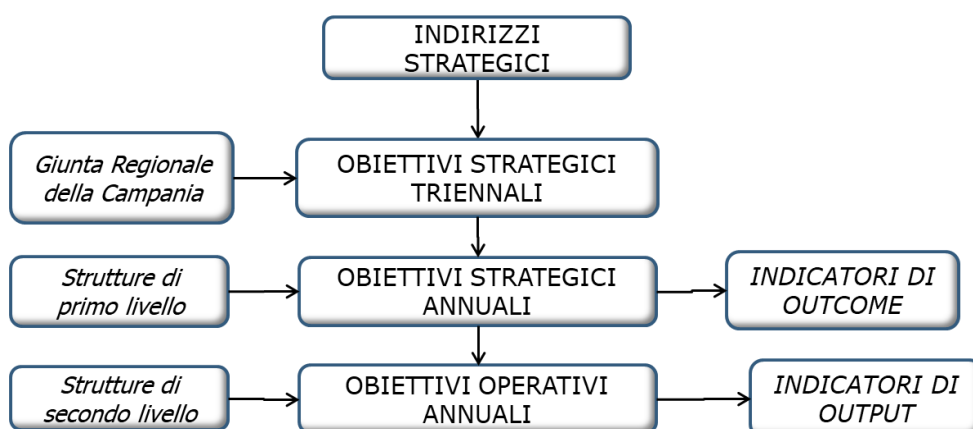 INDIRIZZI
STRATEGICI
Giunta Regionale
della Campania
OBIETTIVI STRATEGICI
TRIENNALI
Strutture di
primo livello
OBIETTIVI STRATEGICI
ANNUALI
INDICATORI DI
OUTCOME
Strutture di
secondo livello
OBIETTIVI OPERATIVI
ANNUALI
INDICATORI DI
OUTPUT